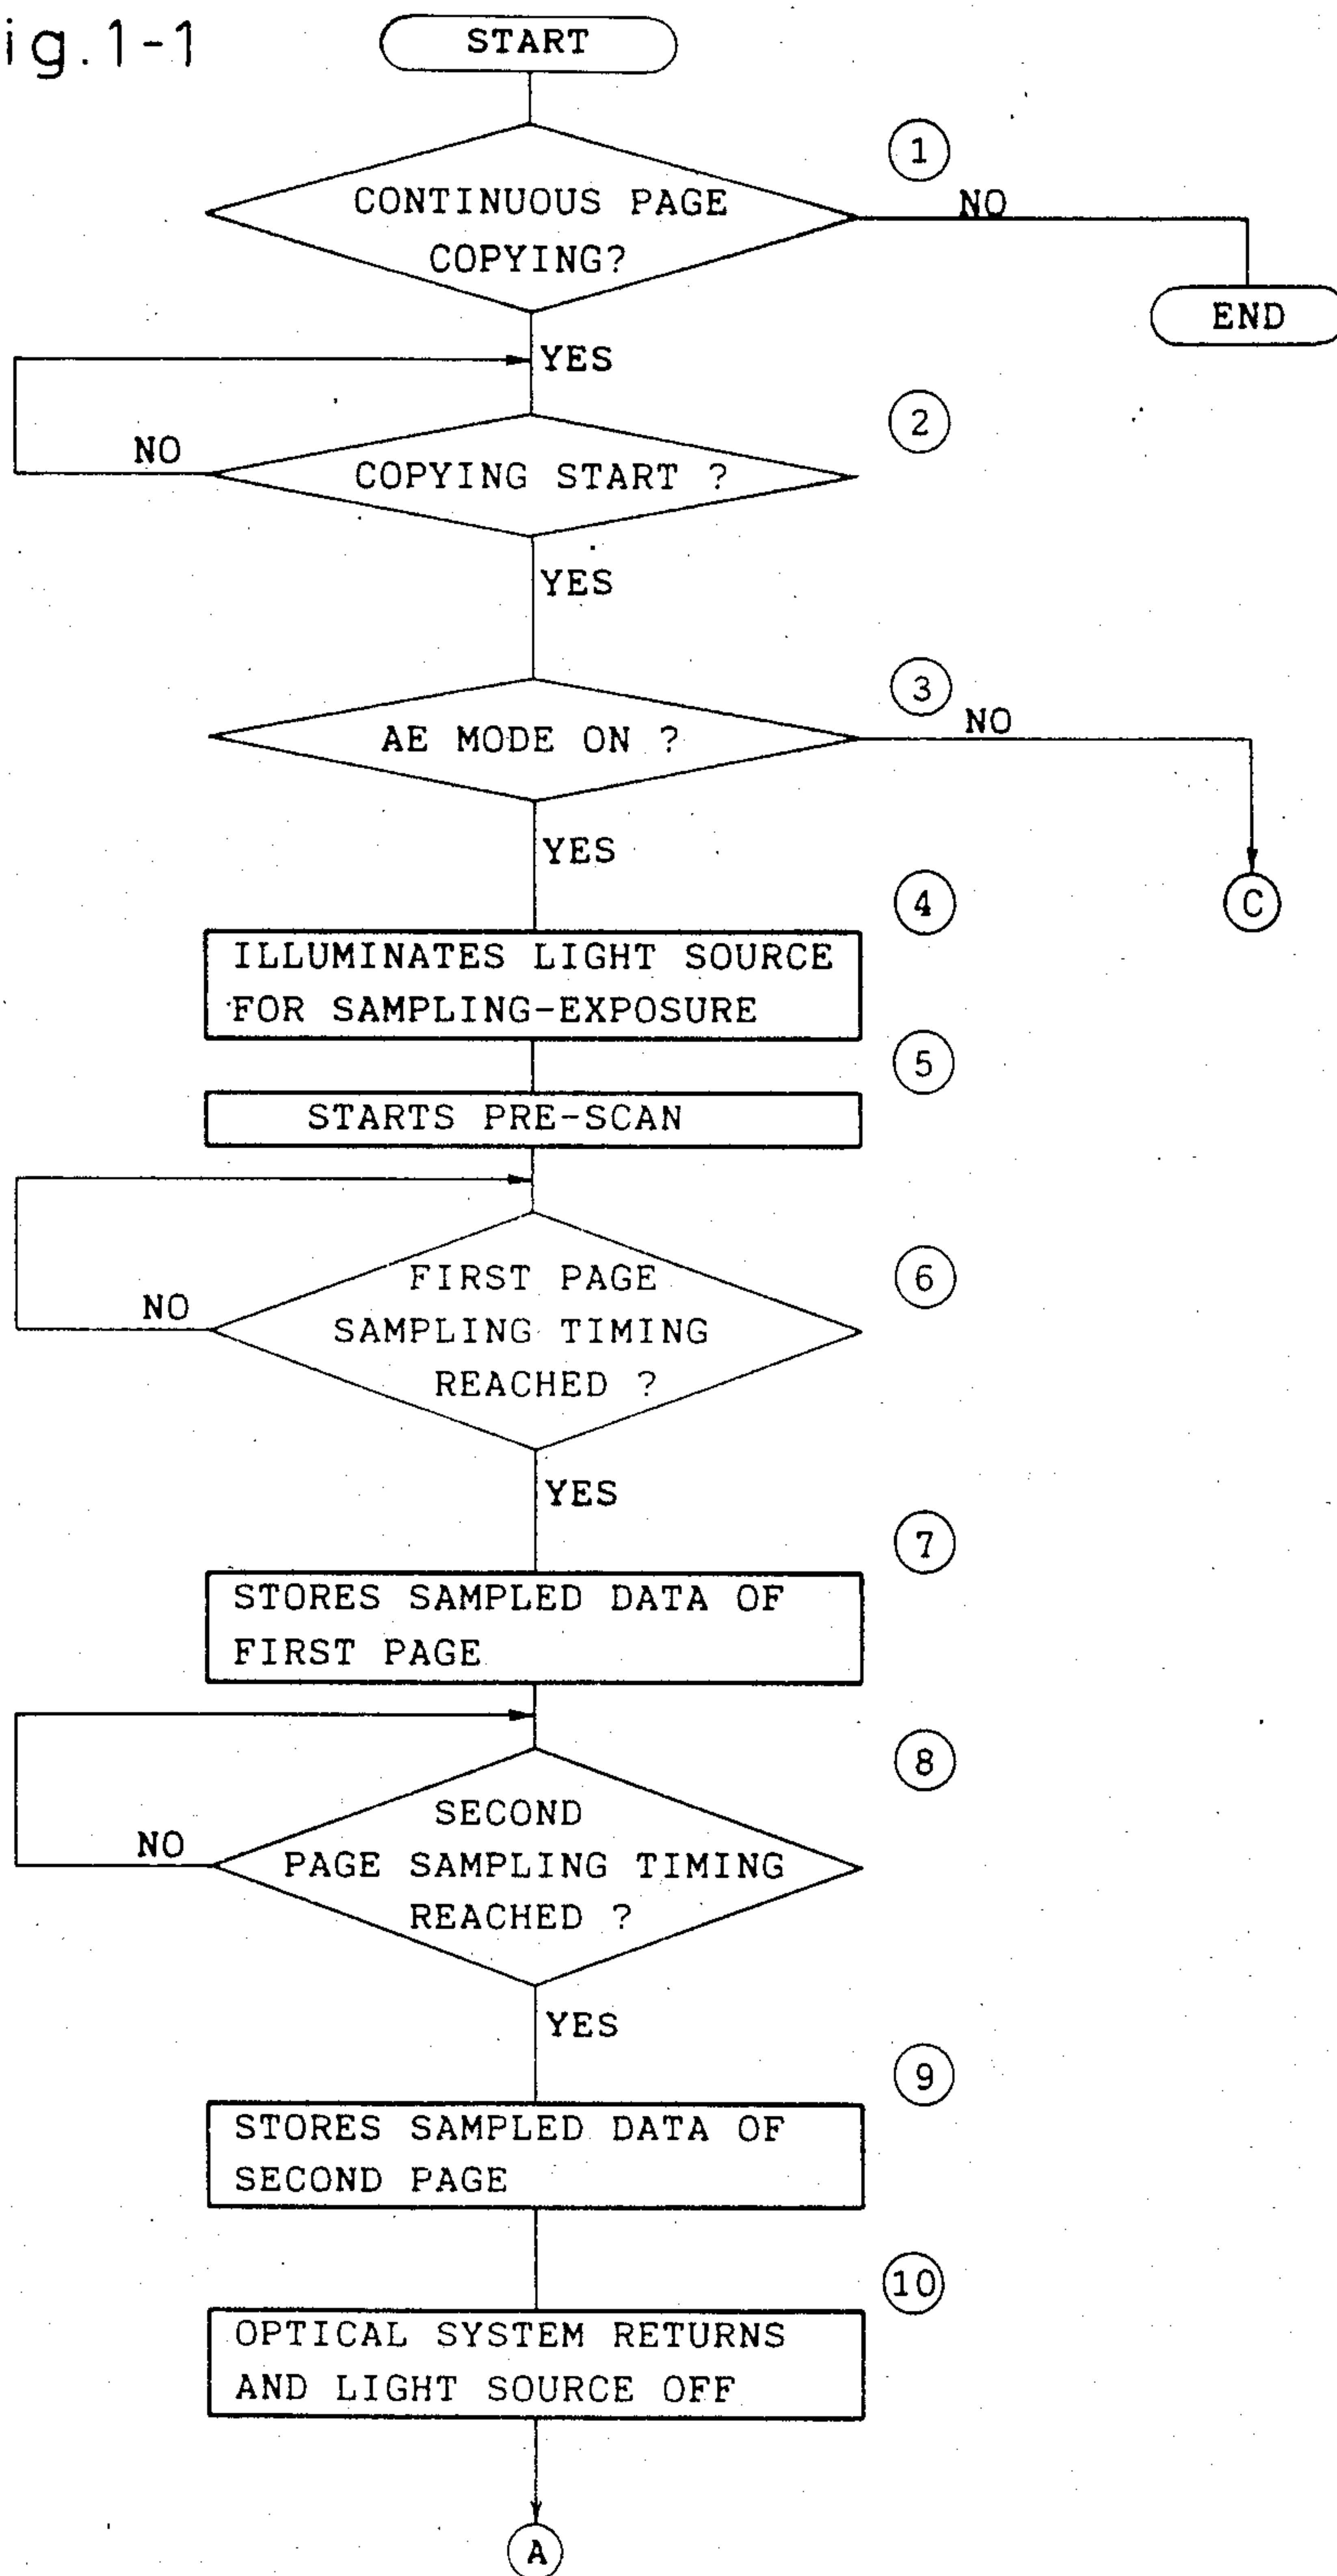 ig.1-1
START
1
CONTINUOUS PAGE
COPYING?
NO
END
YES
2
NO
COPYING START ?
YES
3
AE MODE ON ?
NO
YES
C
4
ILLUMINATES LIGHT SOURCE
FOR SAMPLING-EXPOSURE
5
STARTS PRE-SCAN
6
FIRST PAGE
SAMPLING TIMING
REACHED ?
NO
YES
7
STORES SAMPLED DATA OF
FIRST PAGE
8
SECOND
PAGE SAMPLING TIMING
REACHED ?
NO
YES
9
STORES SAMPLED DATA OF
SECOND PAGE
10
OPTICAL SYSTEM RETURNS
AND LIGHT SOURCE OFF
A